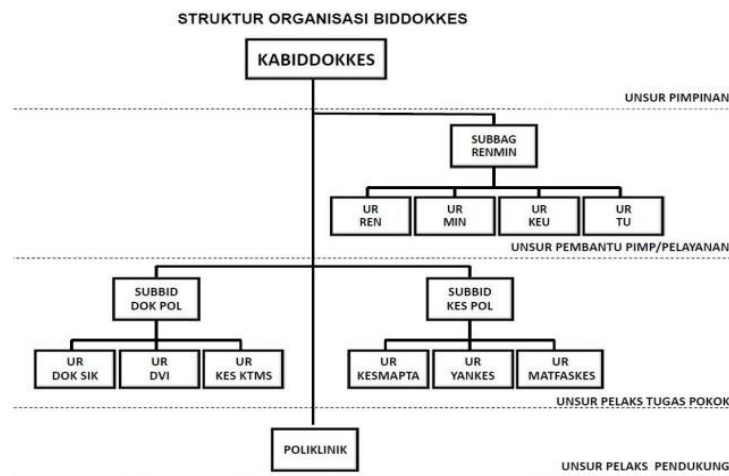 STRUKTUR ORGANISASI BIDDOKKES
KABIDDOKKES
UNSUR PIMPINAN
SUBBAG
RENMIN
UR
REN
UR
MIN
UR
KEU
UR
TU
UNSUR PEMBANTU PIMP/PELAYANAN
SUBBID
DOK POL
SUBBID
KES POL
UR
DOK SIK
UR
DVI
UR
KES KTMS
UR
KESMAPTA
UR
YANKES
UR
MATFASKES
UNSUR PELAKS TUGAS POKOK
POLIKLINIK
UNSUR PELAKS PENDUKUNG